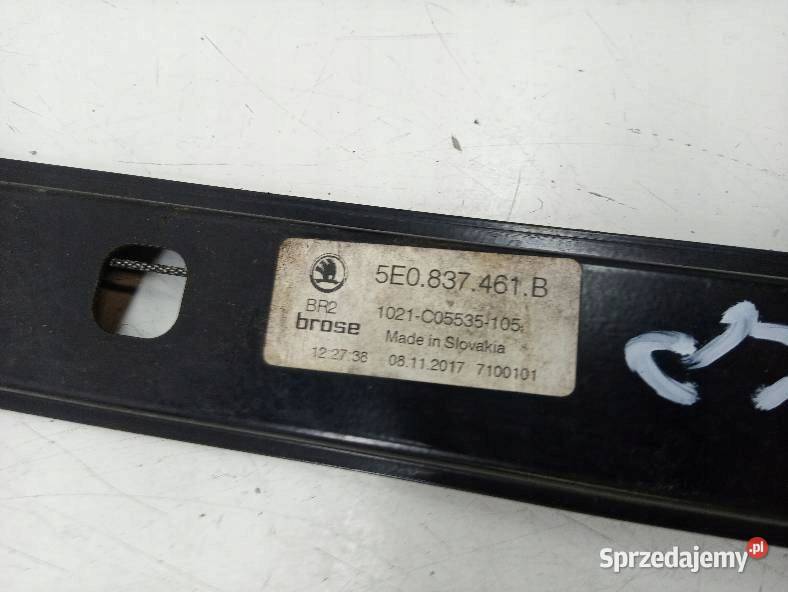 5E0.837.461.B
BR2
1021-C05535-105
brose
Made in Slovakia
12:27:38 08.11.2017 7100101
Sprzedajemy.pl